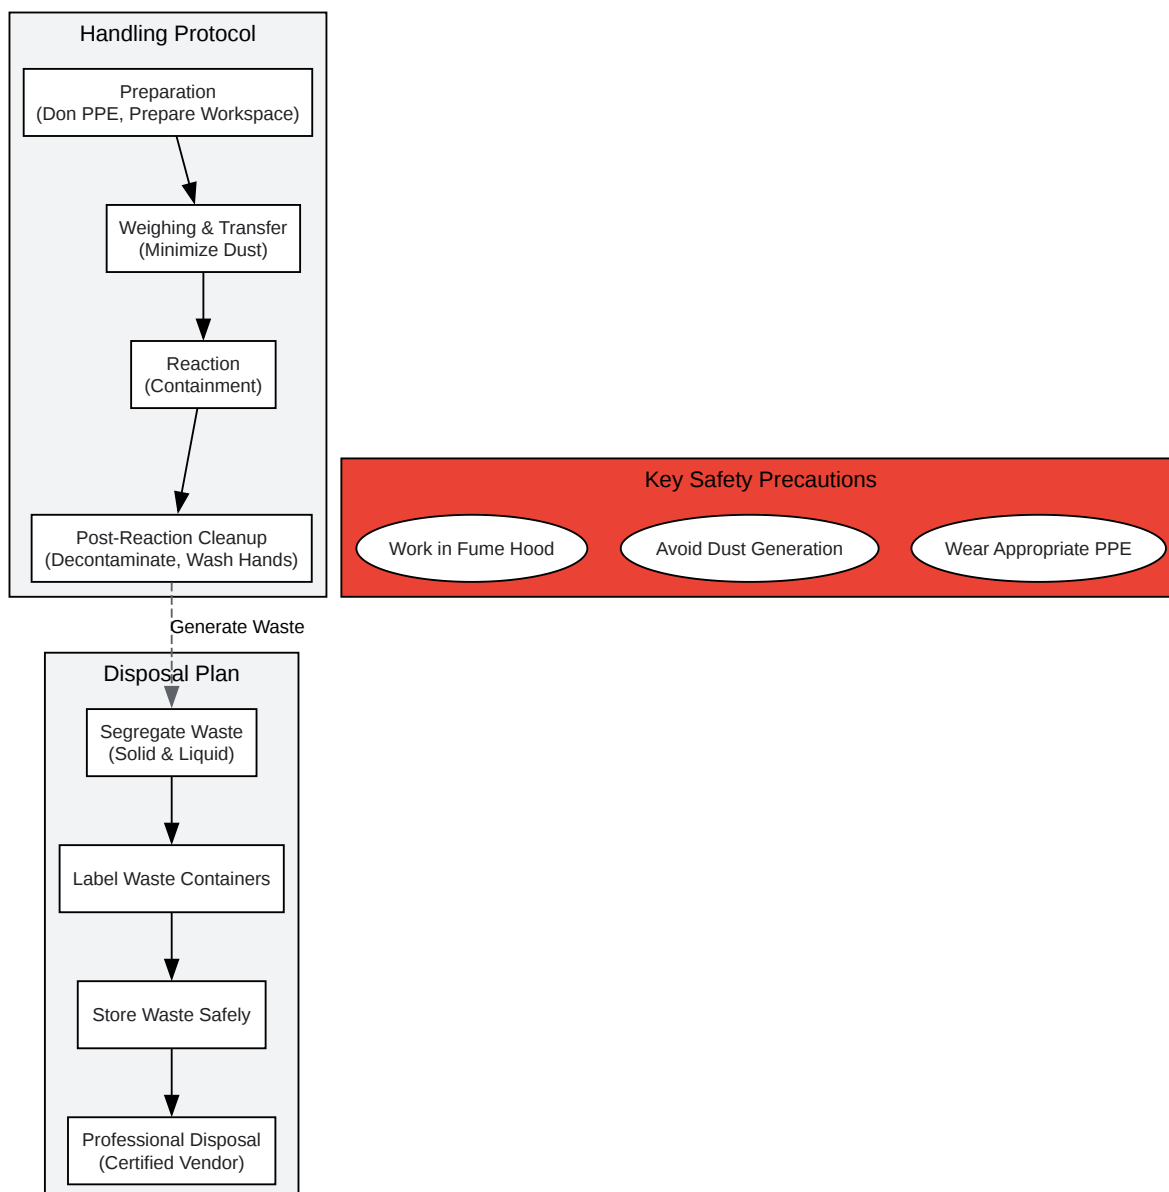 Handling Protocol
Preparation
(Don PPE, Prepare Workspace)
Weighing & Transfer
(Minimize Dust)
Reaction
(Containment)
Post-Reaction Cleanup
(Decontaminate, Wash Hands)
Key Safety Precautions
Work in Fume Hood
Avoid Dust Generation
Wear Appropriate PPE
Generate Waste
Disposal Plan
Segregate Waste
(Solid & Liquid)
Label Waste Containers
Store Waste Safely
Professional Disposal
(Certified Vendor)